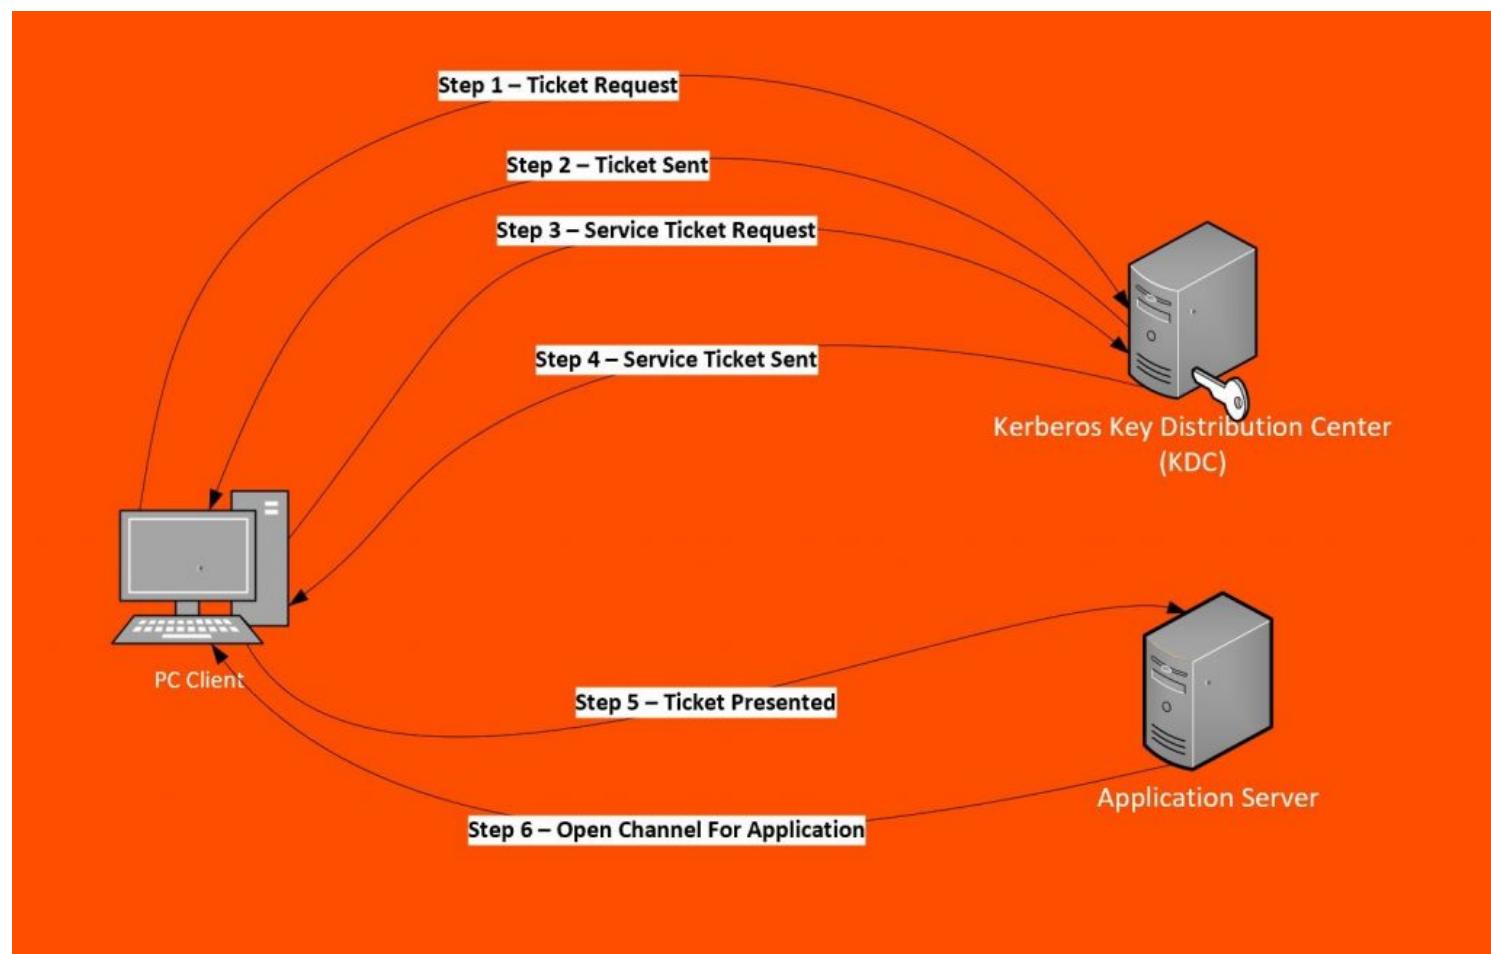 Step 1 – Ticket Request
Step 2 – Ticket Sent
Step 3 – Service Ticket Request
Step 4 – Service Ticket Sent
Kerberos Key Distribution Center
(KDC)
PC Client
Step 5 – Ticket Presented
Application Server
Step 6 – Open Channel For Application